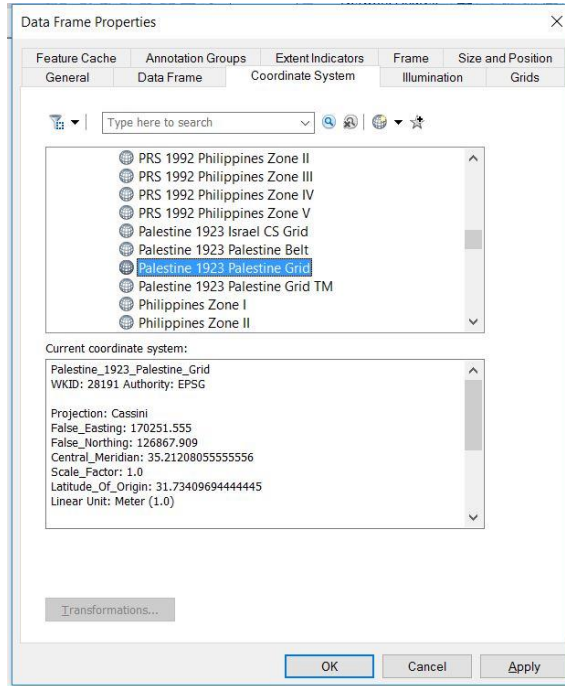 Data Frame Properties
Feature Cache Annotation Groups Extent Indicators Frame Size and Position
General Data Frame Coordinate System Illumination Grids
Type here to search
PRS 1992 Philippines Zone II
PRS 1992 Philippines Zone III
PRS 1992 Philippines Zone IV
PRS 1992 Philippines Zone V
Palestine 1923 Israel CS Grid
Palestine 1923 Palestine Belt
Palestine 1923 Palestine Grid
Palestine 1923 Palestine Grid TM
Philippines Zone I
Philippines Zone II
Current coordinate system:
Palestine_1923_Palestine_Grid
WKID: 28191 Authority: EPSG
Projection: Cassini
False_Easting: 170251.555
False_Northing: 126867.909
Central_Meridian: 35.21208055555556
Scale_Factor: 1.0
Latitude_Of_Origin: 31.73409694444445
Linear Unit: Meter (1.0)
Transformations...
OK Cancel Apply